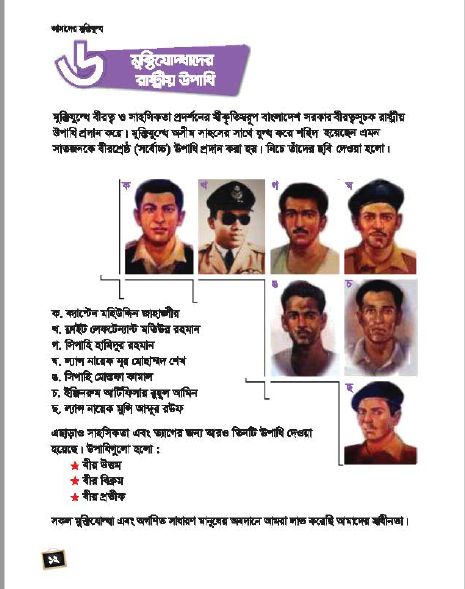 আমাদের মুক্তিযুদ্ধ
৬
মুক্তিযোদ্ধাদের
রাষ্ট্রীয় উপাধি
মুক্তিযুদ্ধে বীরত্ব ও সাহসিকতা প্রদর্শনের স্বীকৃতিস্বরূপ বাংলাদেশ সরকার বীরত্বসূচক রাষ্ট্রীয়
উপাধি প্রদান করে। মুক্তিযুদ্ধে অসীম সাহসের সাথে যুদ্ধ করে শহিদ হয়েছেন এমন
সাতজনকে বীরশ্রেষ্ঠ (সর্বোচ্চ) উপাধি প্রদান করা হয়। নিচে তাঁদের ছবি দেওয়া হলো।
ক খ গ ঘ
ঙ চ
ছ
ক. ক্যাপ্টেন মহিউদ্দিন জাহাঙ্গীর
খ. ফ্লাইট লেফটেন্যান্ট মতিউর রহমান
গ. সিপাহি হামিদুর রহমান
ঘ. ল্যান্স নায়েক নূর মোহাম্মদ শেখ
ঙ. সিপাহি মোস্তফা কামাল
চ. ইঞ্জিনরুম আর্টিফিসার রুহুল আমিন
ছ. ল্যান্স নায়েক মুন্সি আব্দুর রউফ
এছাড়াও সাহসিকতা এবং ত্যাগের জন্য আরও তিনটি উপাধি দেওয়া
হয়েছে। উপাধিগুলো হলো :
★ বীর উত্তম
★ বীর বিক্রম
★ বীর প্রতীক
সকল মুক্তিযোদ্ধা এবং অগণিত সাধারণ মানুষের অবদানে আমরা লাভ করেছি আমাদের স্বাধীনতা।
১২